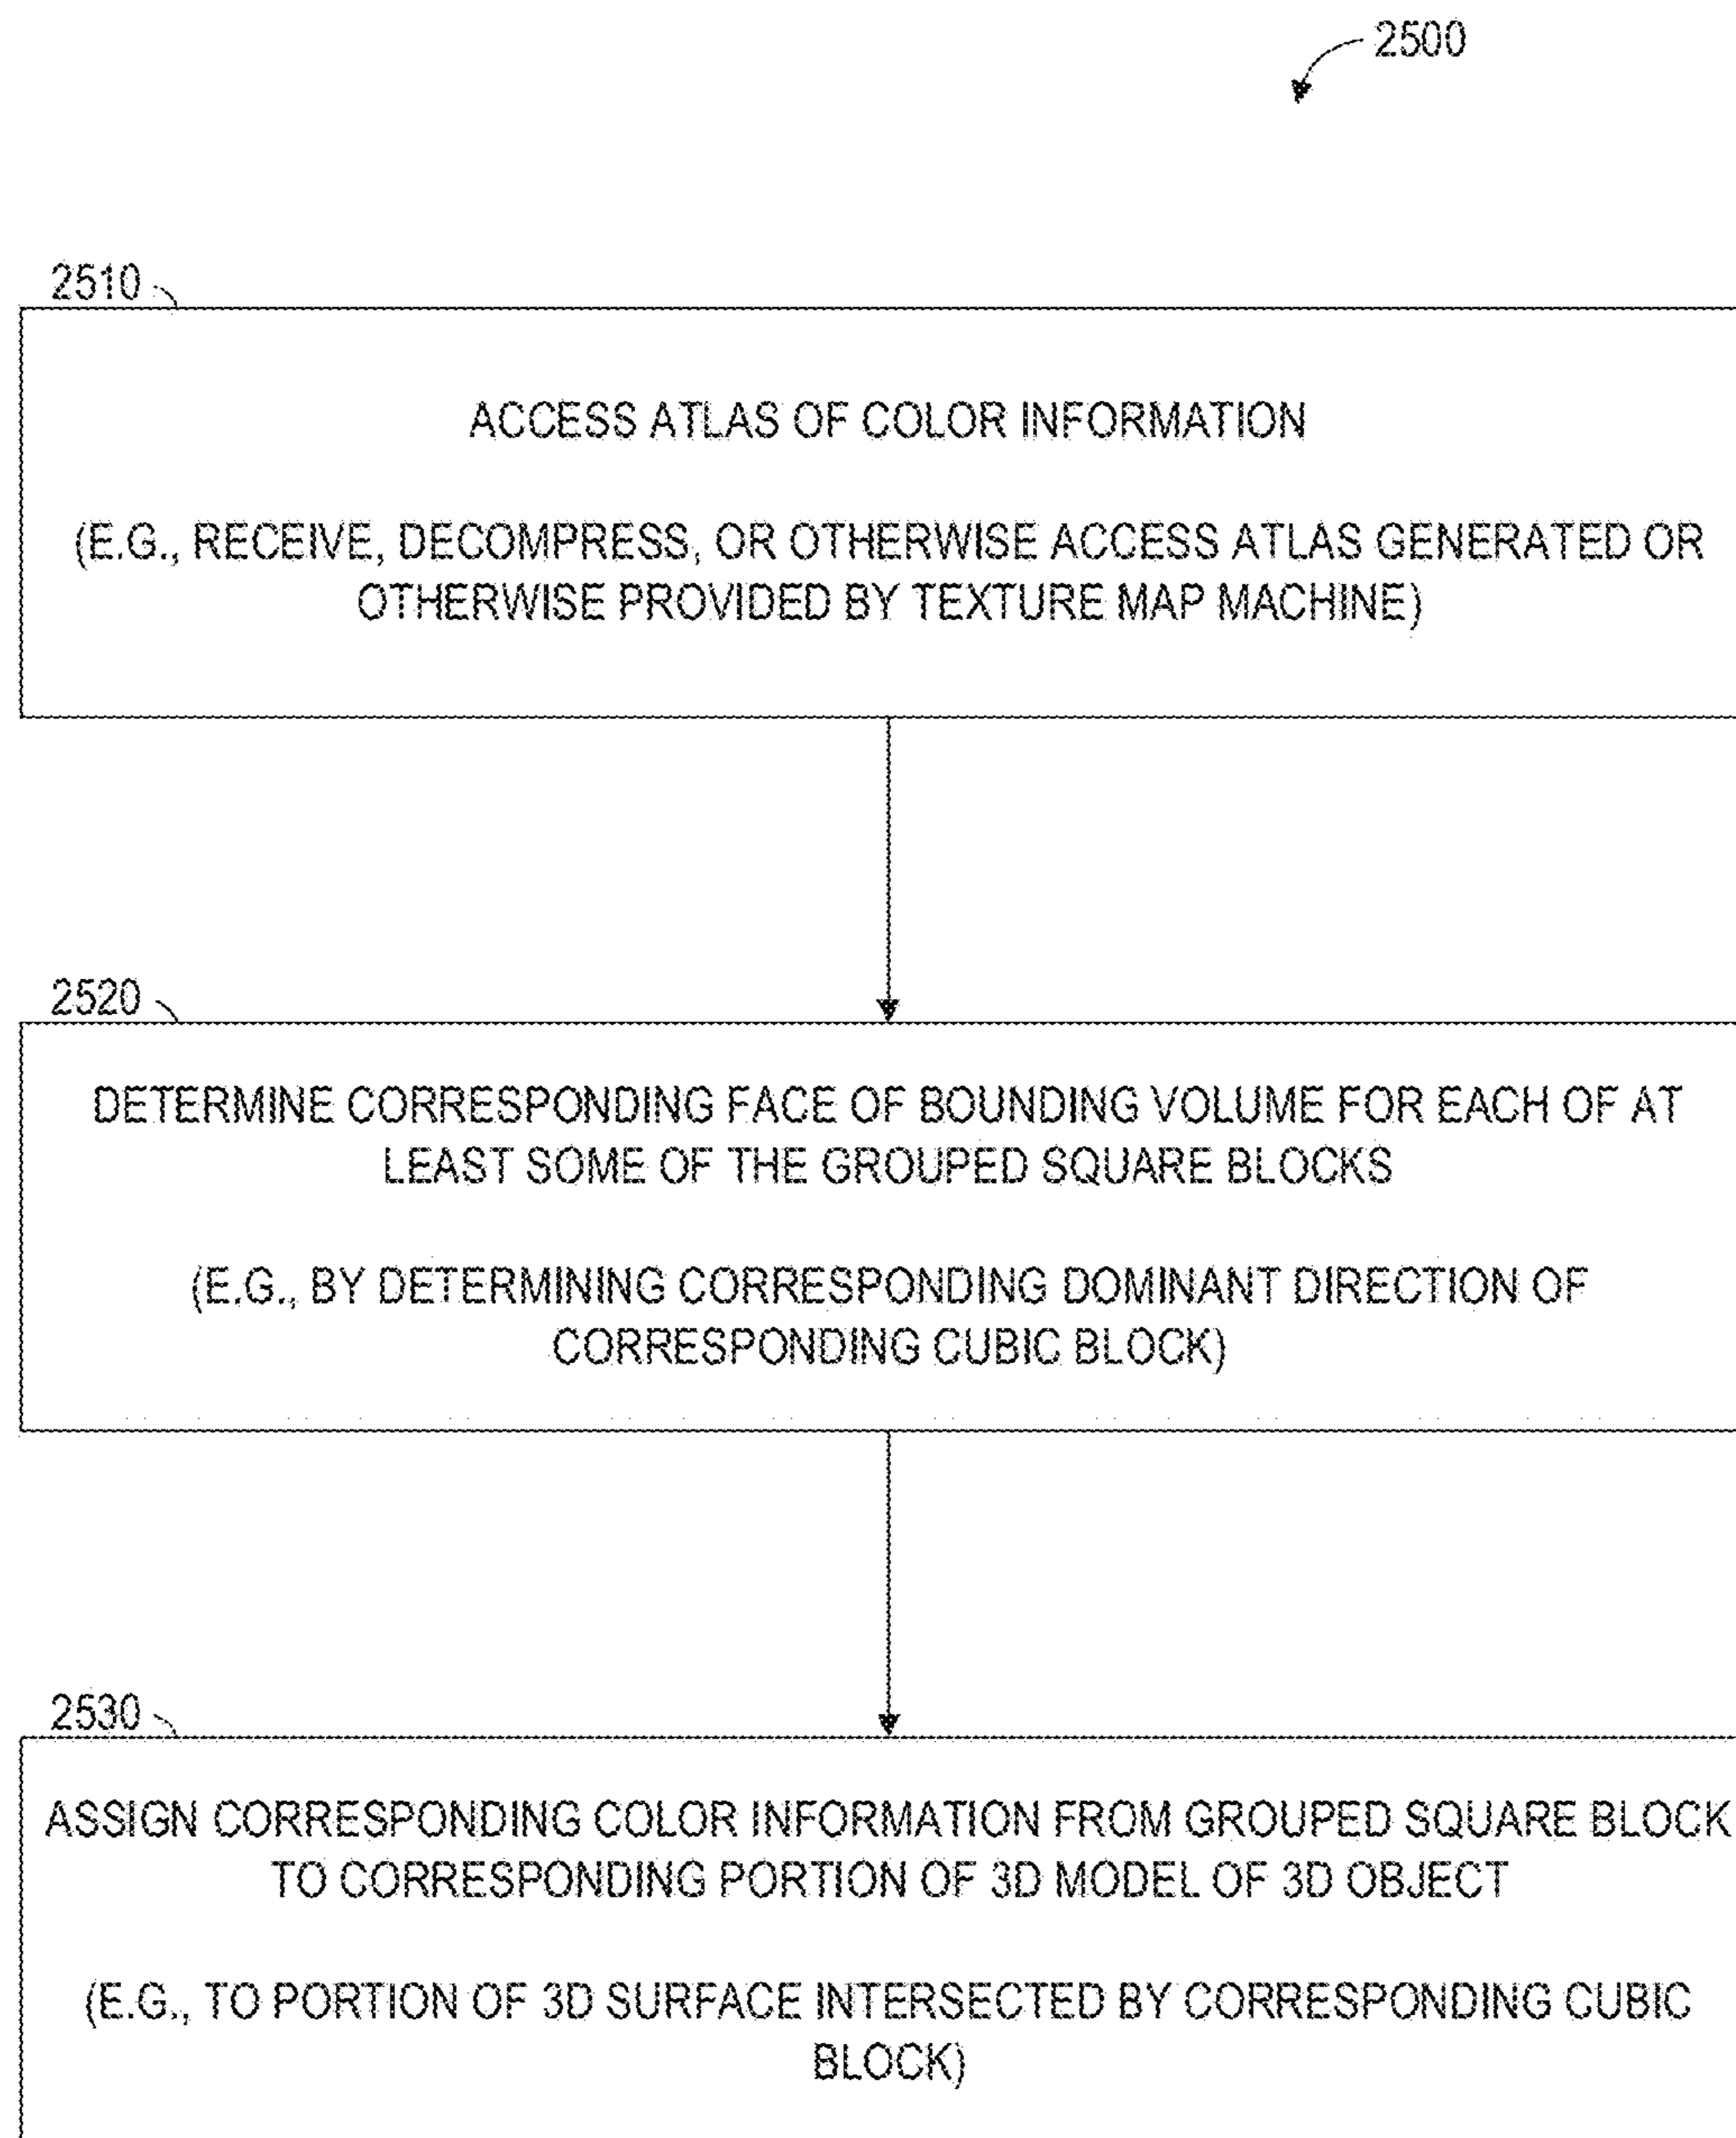 2500
2510
ACCESS ATLAS OF COLOR INFORMATION
(E.G., RECEIVE, DECOMPRESS, OR OTHERWISE ACCESS ATLAS GENERATED OR
OTHERWISE PROVIDED BY TEXTURE MAP MACHINE)
2520
DETERMINE CORRESPONDING FACE OF BOUNDING VOLUME FOR EACH OF AT
LEAST SOME OF THE GROUPED SQUARE BLOCKS
(E.G., BY DETERMINING CORRESPONDING DOMINANT DIRECTION OF
CORRESPONDING CUBIC BLOCK)
2530
ASSIGN CORRESPONDING COLOR INFORMATION FROM GROUPED SQUARE BLOCK
TO CORRESPONDING PORTION OF 3D MODEL OF 3D OBJECT
(E.G., TO PORTION OF 3D SURFACE INTERSECTED BY CORRESPONDING CUBIC
BLOCK)